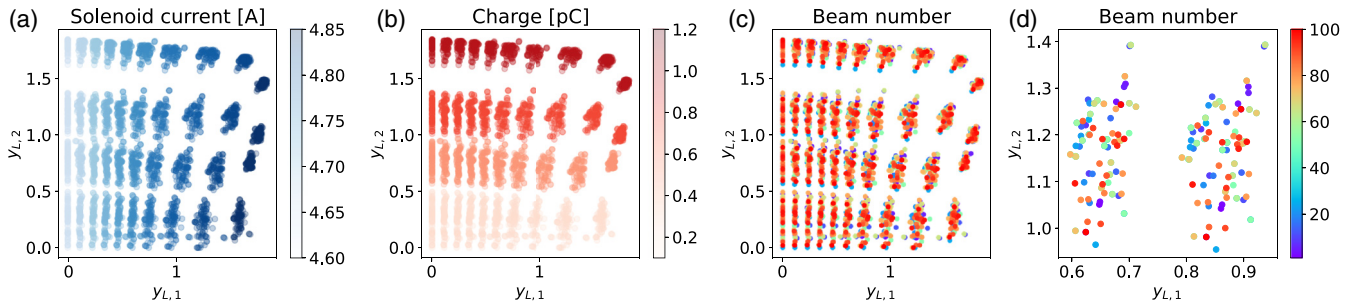 (a) Solenoid current [A]
y_{L,2}
1.5
1.0
0.5
0.0
0 1
y_{L,1}
4.85
4.80
4.75
4.70
4.65
4.60
(b) Charge [pC]
y_{L,2}
1.5
1.0
0.5
0.0
0 1
y_{L,1}
1.2
1.0
0.8
0.6
0.4
0.2
(c) Beam number
y_{L,2}
1.5
1.0
0.5
0.0
0 1
y_{L,1}
(d) Beam number
y_{L,2}
1.4
1.3
1.2
1.1
1.0
0.6 0.7 0.8 0.9
y_{L,1}
100
80
60
40
20